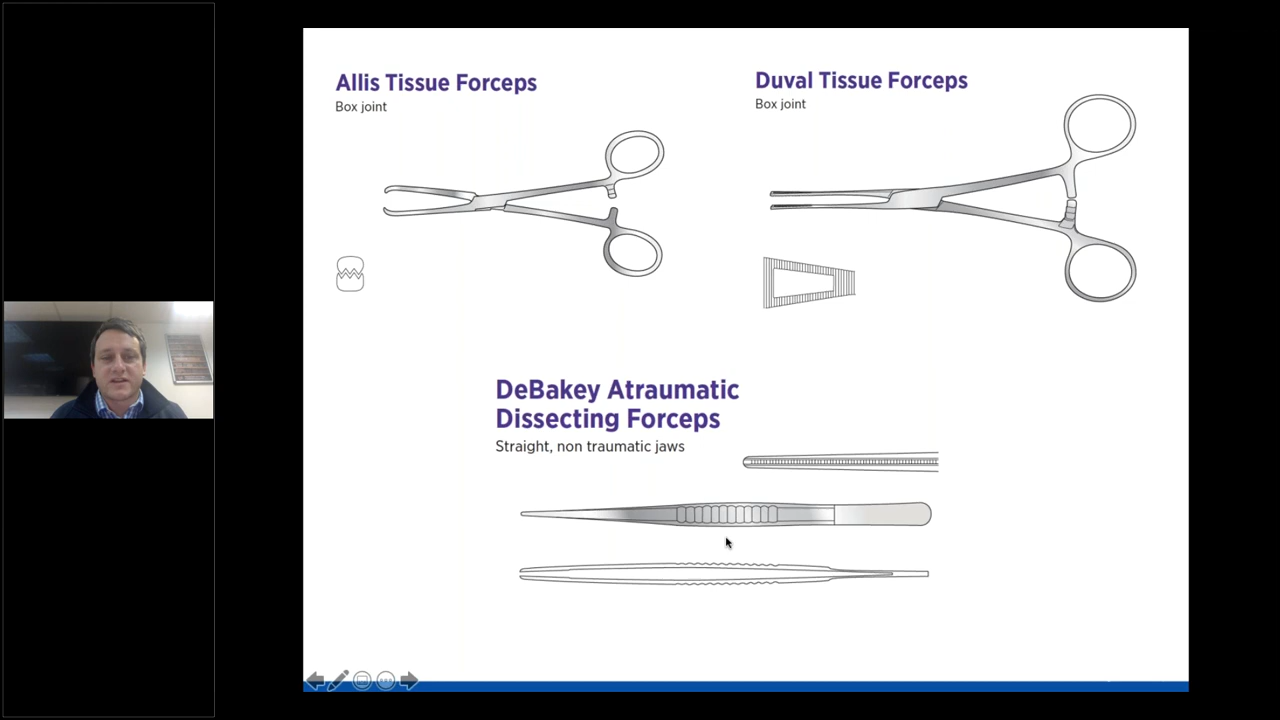 Allis Tissue Forceps
Box joint
Duval Tissue Forceps
Box joint
DeBakey Atraumatic
Dissecting Forceps
Straight, non traumatic jaws